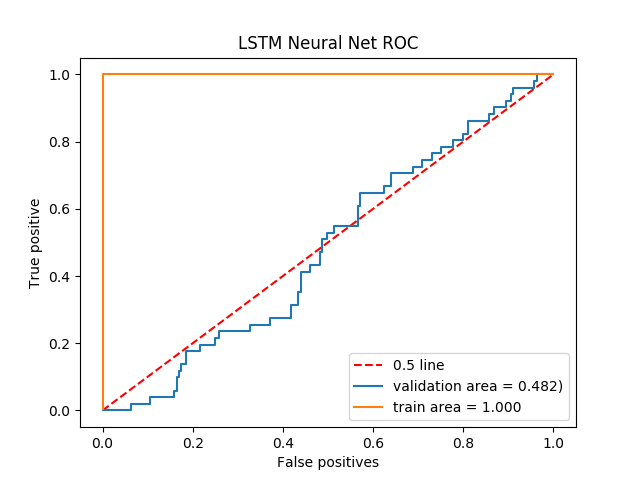 LSTM Neural Net ROC
1.0
0.8
0.6
0.4
0.2
0.0
True positive
0.5 line
validation area = 0.482)
train area = 1.000
0.0 0.2 0.4 0.6 0.8 1.0
False positives